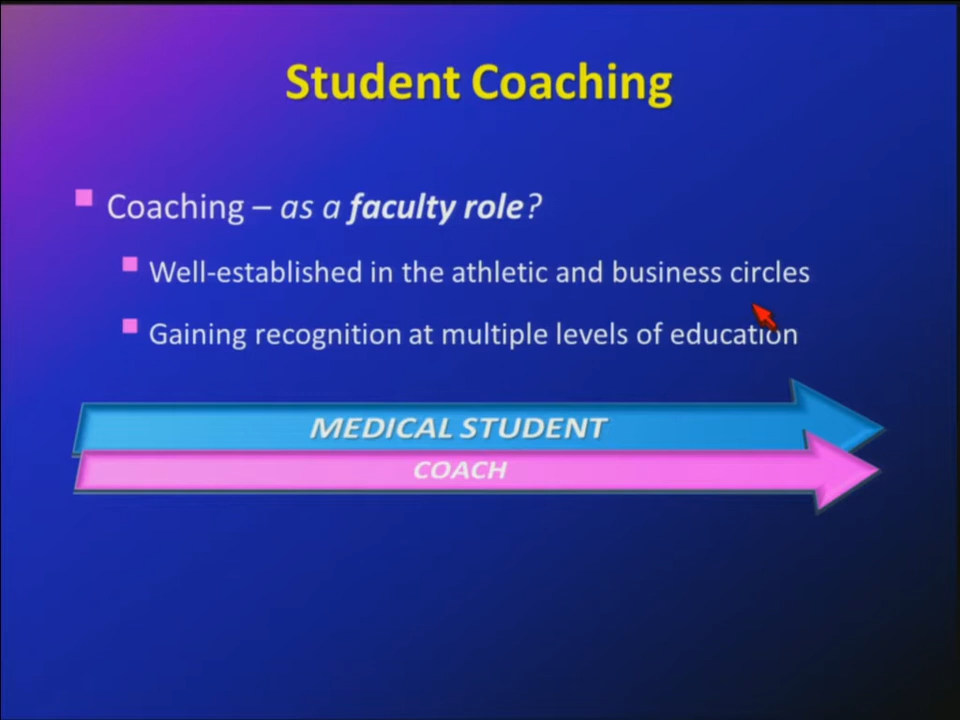 Student Coaching
Coaching – as a faculty role?
Well-established in the athletic and business circles
Gaining recognition at multiple levels of education
MEDICAL STUDENT
COACH